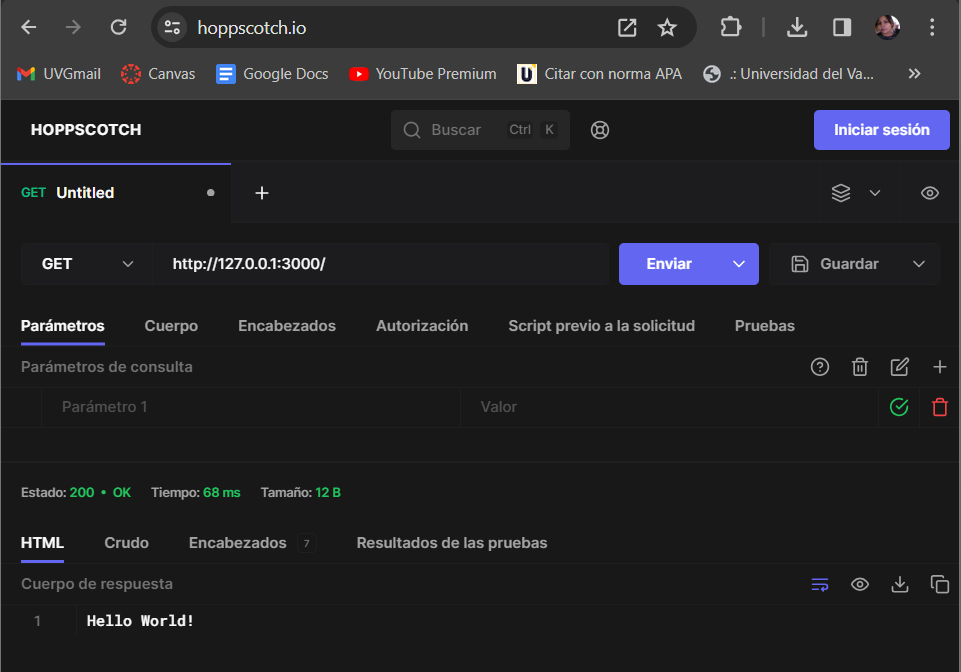 hoppscotch.io
UVGmail Canvas Google Docs YouTube Premium Citar con norma APA .: Universidad del Va...
HOPPSCOTCH Buscar Ctrl K Iniciar sesión
GET Untitled
GET http://127.0.0.1:3000/ Enviar Guardar
Parámetros Cuerpo Encabezados Autorización Script previo a la solicitud Pruebas
Parámetros de consulta
Parámetro 1 Valor
Estado: 200 • OK Tiempo: 68 ms Tamaño: 12 B
HTML Crudo Encabezados 7 Resultados de las pruebas
Cuerpo de respuesta
1 Hello World!